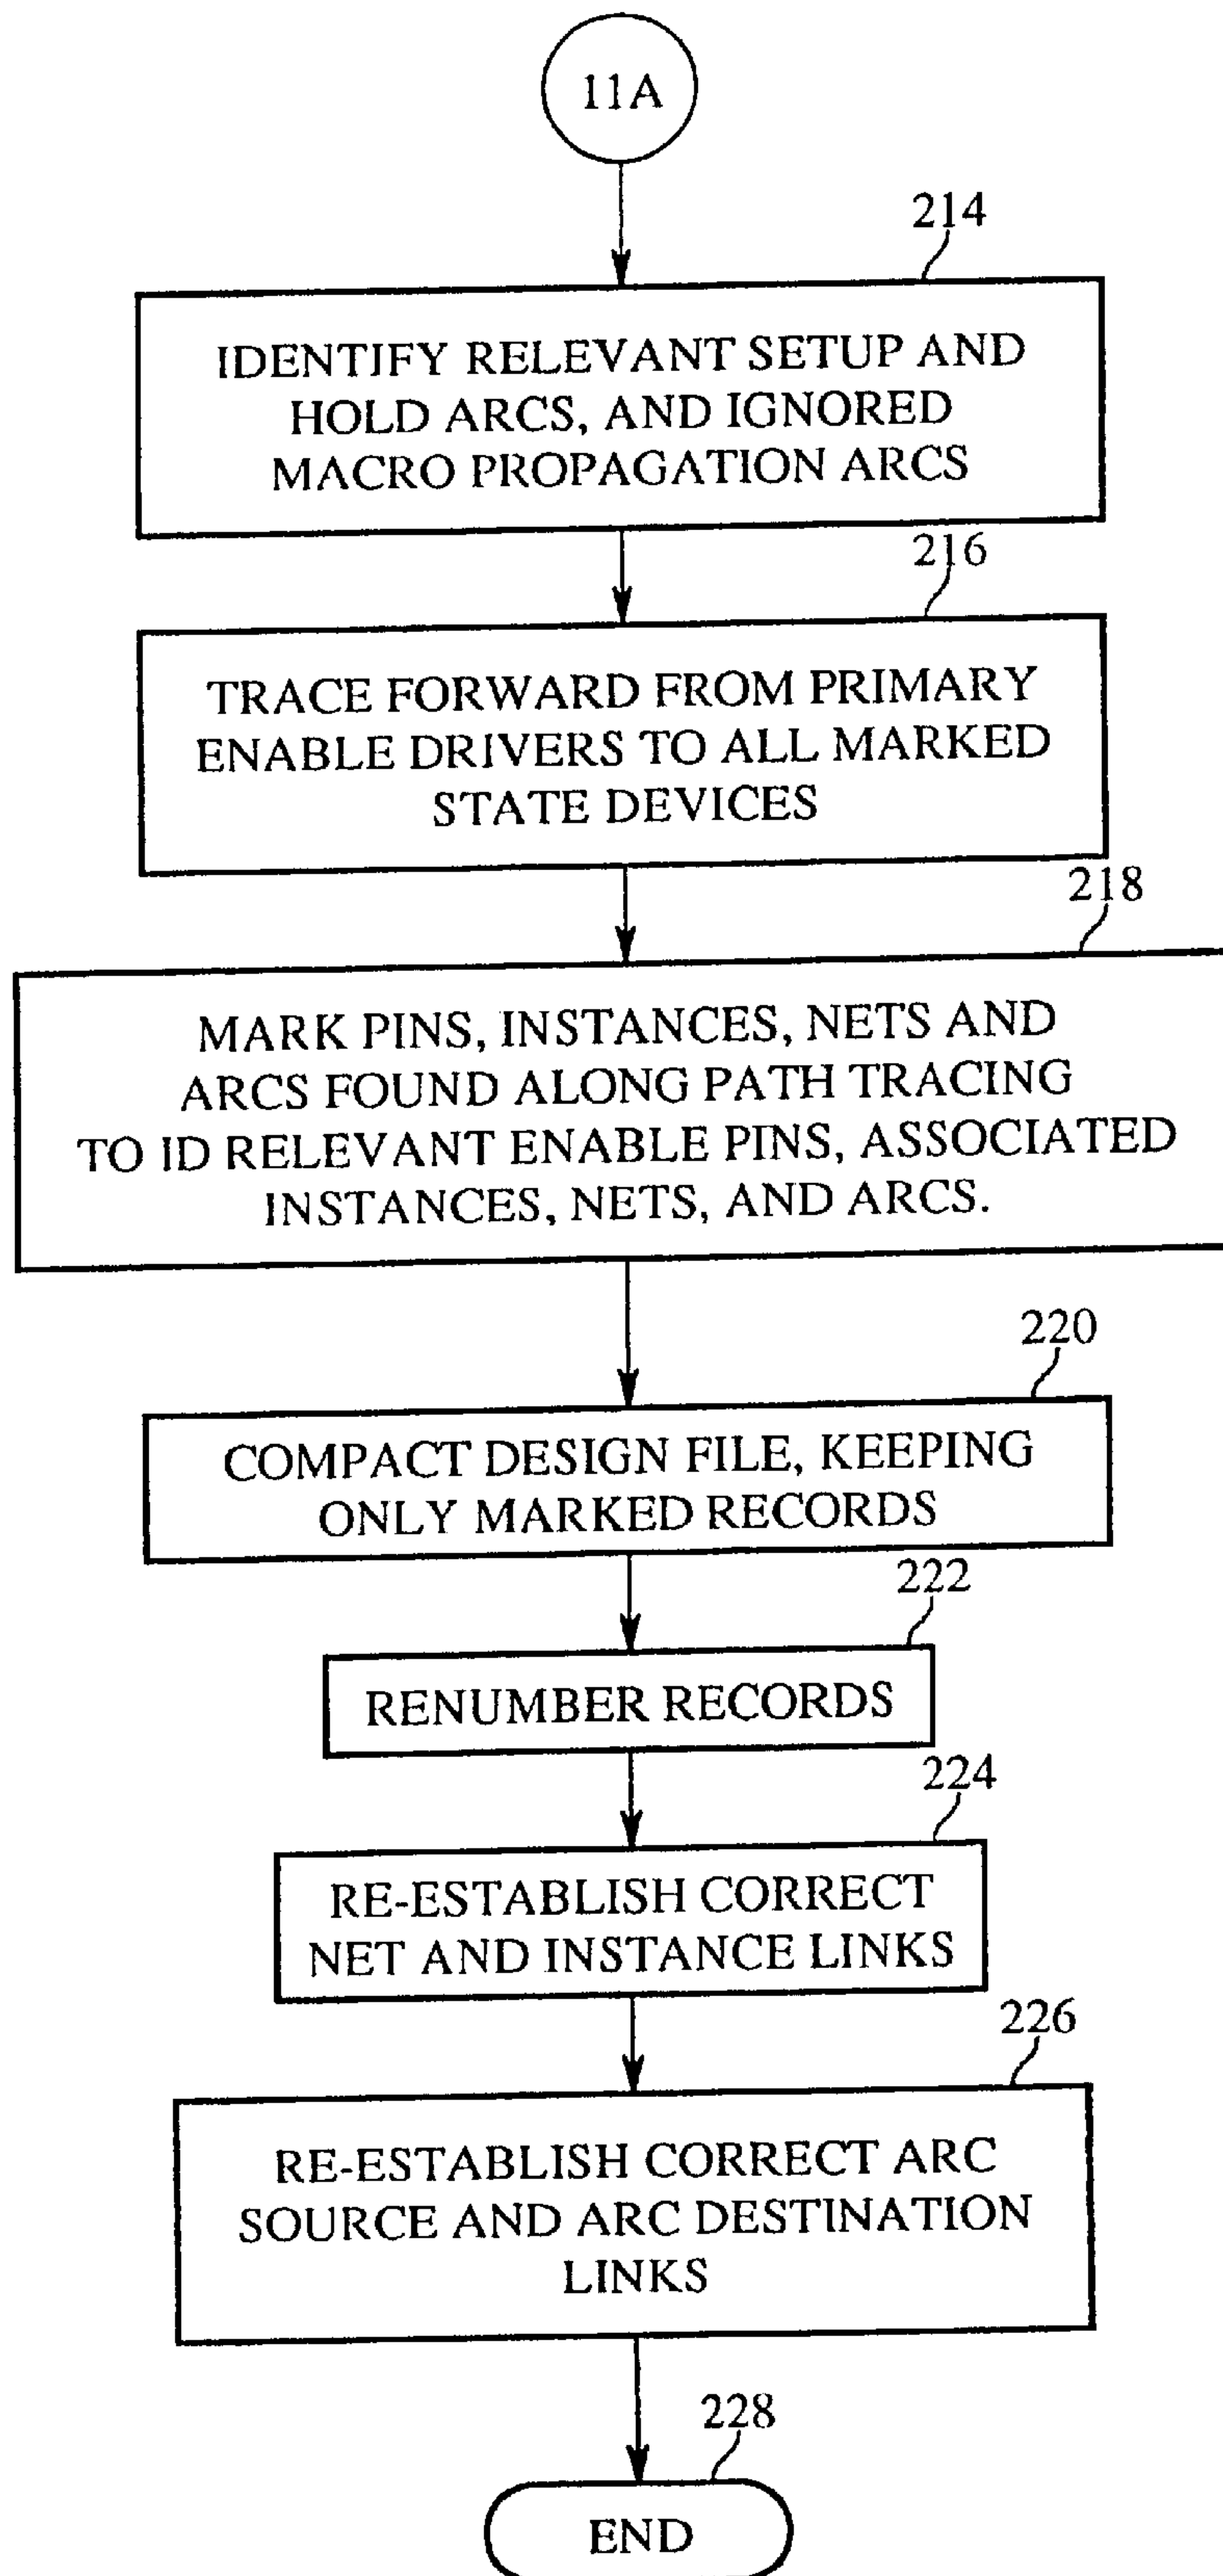 11A
214
IDENTIFY RELEVANT SETUP AND
HOLD ARCS, AND IGNORED
MACRO PROPAGATION ARCS
216
TRACE FORWARD FROM PRIMARY
ENABLE DRIVERS TO ALL MARKED
STATE DEVICES
218
MARK PINS, INSTANCES, NETS AND
ARCS FOUND ALONG PATH TRACING
TO ID RELEVANT ENABLE PINS, ASSOCIATED
INSTANCES, NETS, AND ARCS.
220
COMPACT DESIGN FILE, KEEPING
ONLY MARKED RECORDS
222
RENUMBER RECORDS
224
RE-ESTABLISH CORRECT
NET AND INSTANCE LINKS
226
RE-ESTABLISH CORRECT ARC
SOURCE AND ARC DESTINATION
LINKS
228
END